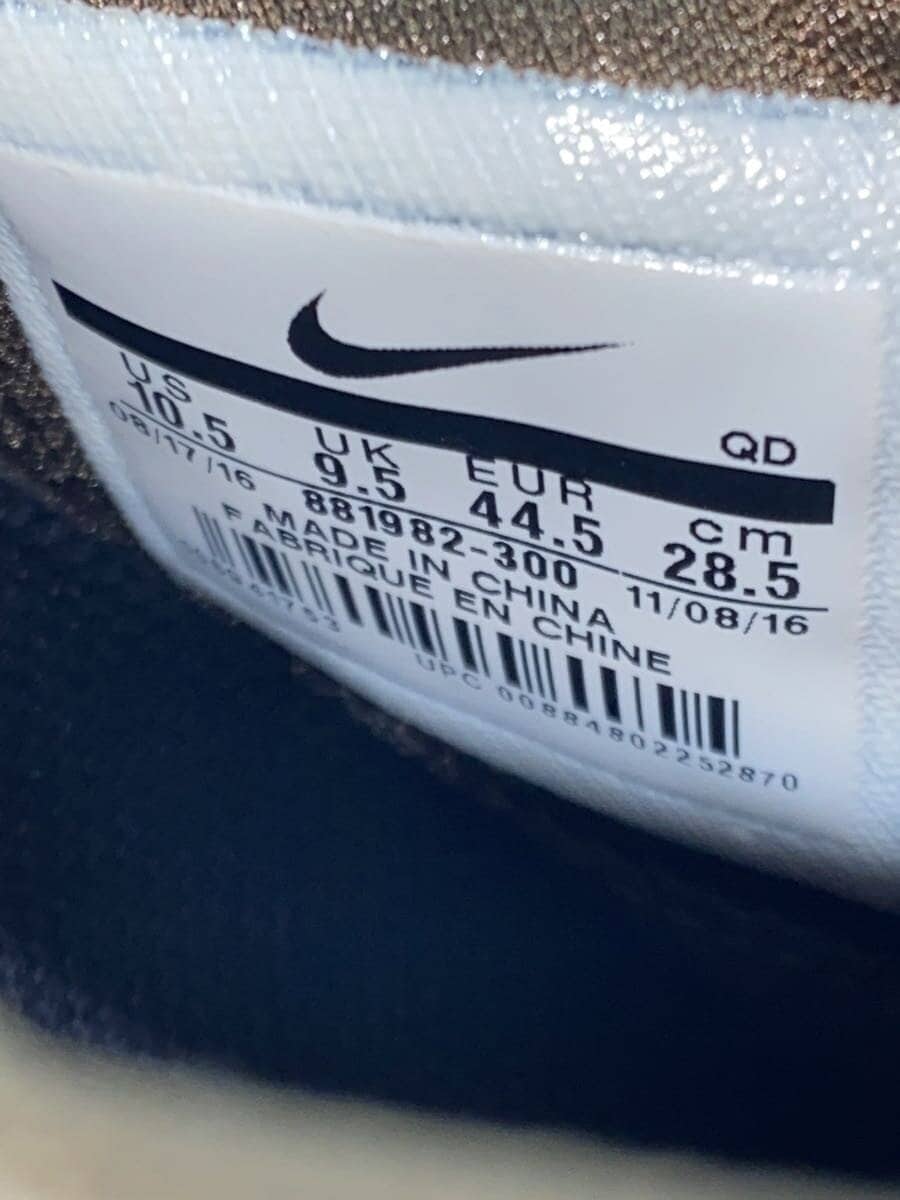 QD
US UK EUR cm
10.5 9.5 44.5 28.5
08/17/16 881982-300 11/08/16
MADE IN CHINA
FABRIQUE EN CHINE
UPC 00884802252870